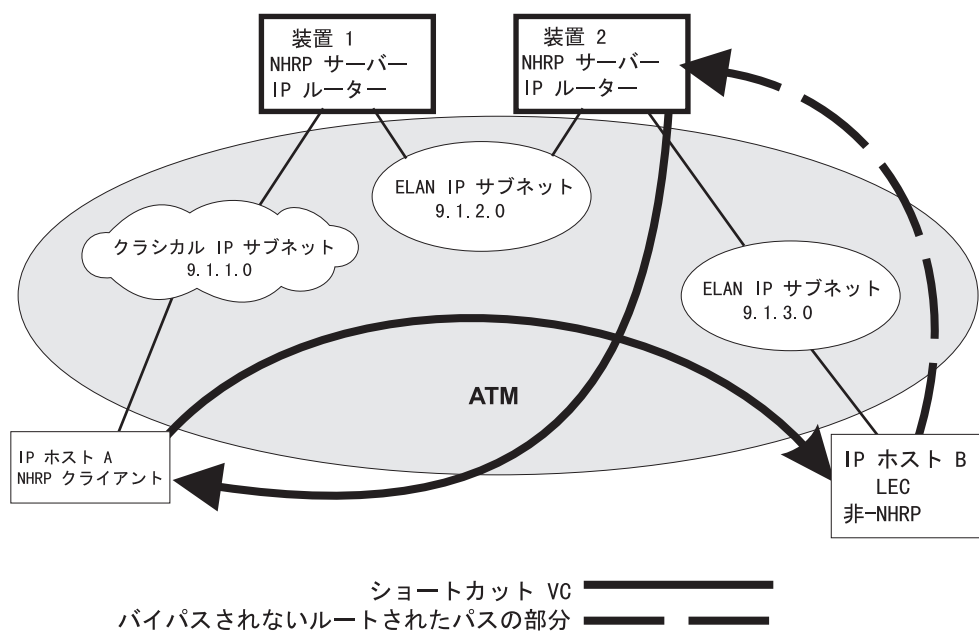 装置 1
NHRP サーバー
IP ルーター
装置 2
NHRP サーバー
IP ルーター
ELAN IP サブネット
9.1.2.0
クラシカル IP サブネット
9.1.1.0
ELAN IP サブネット
9.1.3.0
ATM
IP ホスト A
NHRP クライアント
IP ホスト B
LEC
非-NHRP
ショートカット VC
バイパスされないルートされたパスの部分